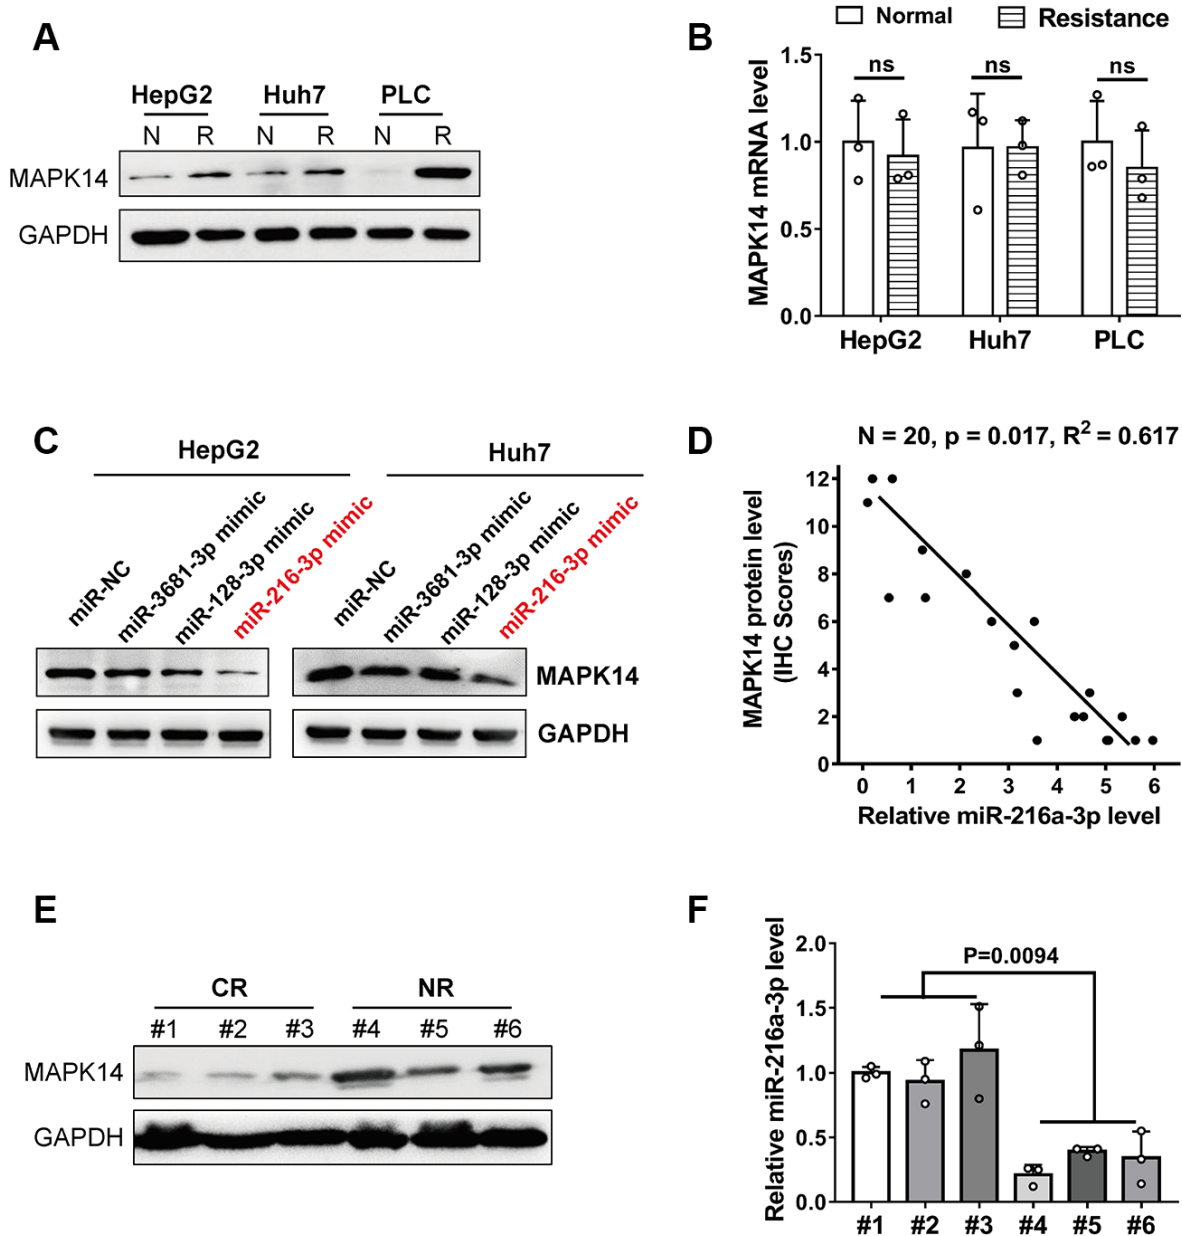 A
HepG2 Huh7 PLC
N R N R N R
MAPK14
GAPDH
B
Normal Resistance
MAPK14 mRNA level
1.5
1.0
0.5
0.0
ns ns ns
HepG2 Huh7 PLC
C
HepG2 Huh7
miR-NC
miR-3681-3p mimic
miR-128-3p mimic
miR-216-3p mimic
miR-NC
miR-3681-3p mimic
miR-128-3p mimic
miR-216-3p mimic
MAPK14
GAPDH
D
N = 20, p = 0.017, R² = 0.617
MAPK14 protein level
(IHC Scores)
12
10
8
6
4
2
0
0 1 2 3 4 5 6
Relative miR-216a-3p level
E
CR NR
#1 #2 #3 #4 #5 #6
MAPK14
GAPDH
F
Relative miR-216a-3p level
2.0
1.5
1.0
0.5
0.0
P=0.0094
#1 #2 #3 #4 #5 #6